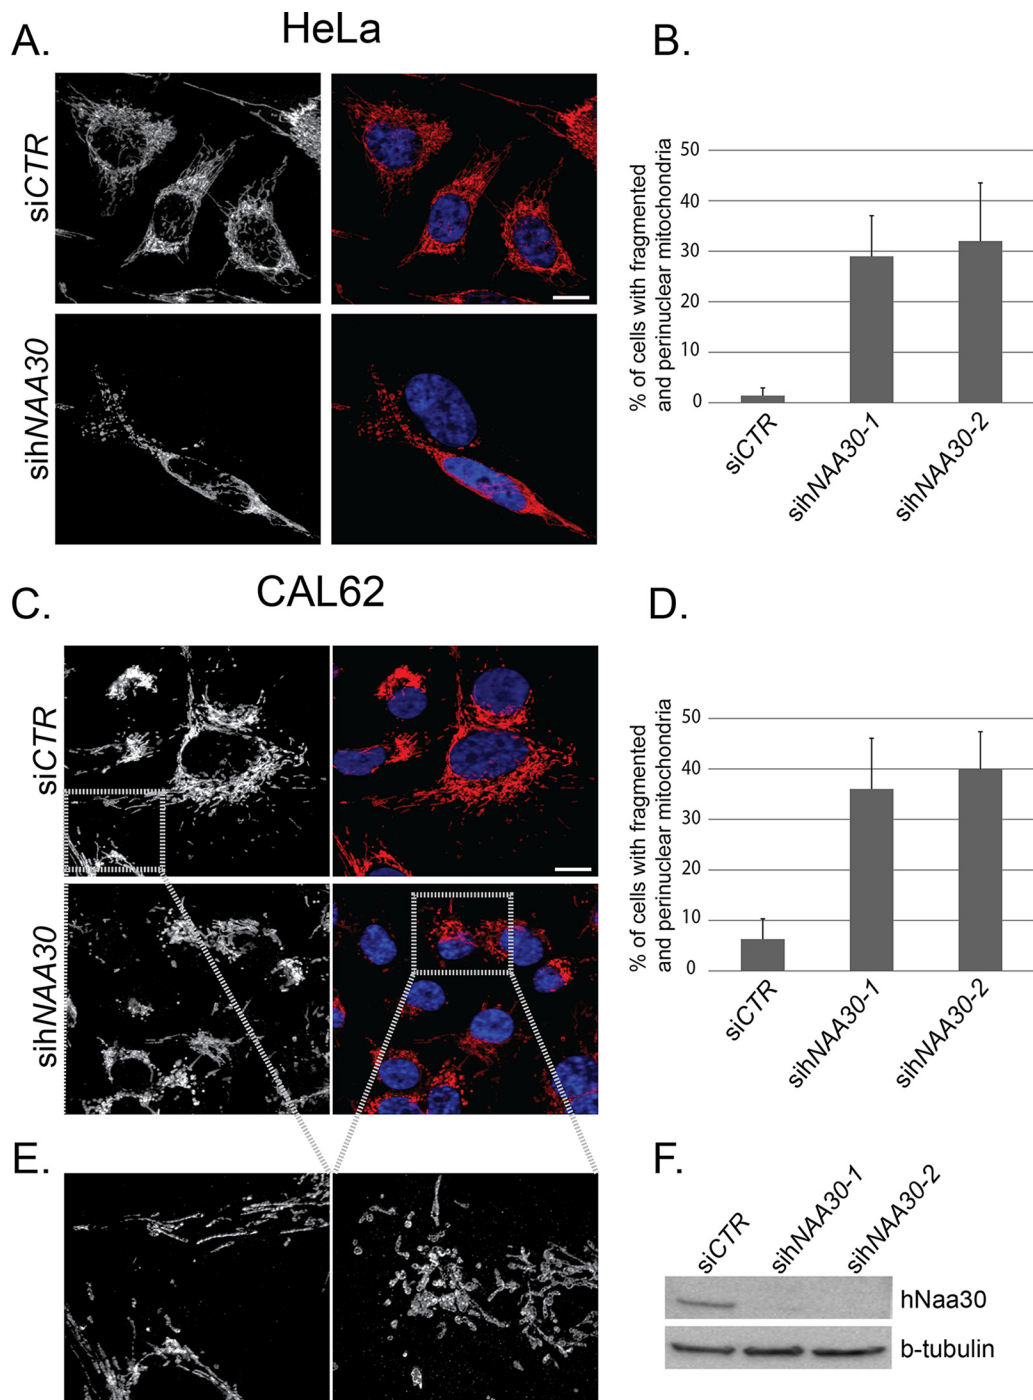 A.
HeLa
B.
siCTR
sihNAA30
% of cells with fragmented
and perinuclear mitochondria
50
40
30
20
10
0
siCTR
sihNAA30-1
sihNAA30-2
C.
CAL62
D.
siCTR
sihNAA30
% of cells with fragmented
and perinuclear mitochondria
50
40
30
20
10
0
siCTR
sihNAA30-1
sihNAA30-2
E.
F.
siCTR
sihNAA30-1
sihNAA30-2
hNaa30
b-tubulin